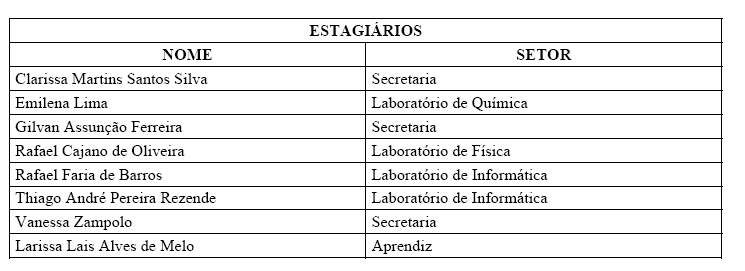 ESTAGIÁRIOS
NOME SETOR
Clarissa Martins Santos Silva Secretaria
Emilena Lima Laboratório de Química
Gilvan Assunção Ferreira Secretaria
Rafael Cajano de Oliveira Laboratório de Física
Rafael Faria de Barros Laboratório de Informática
Thiago André Pereira Rezende Laboratório de Informática
Vanessa Zampolo Secretaria
Larissa Lais Alves de Melo Aprendiz